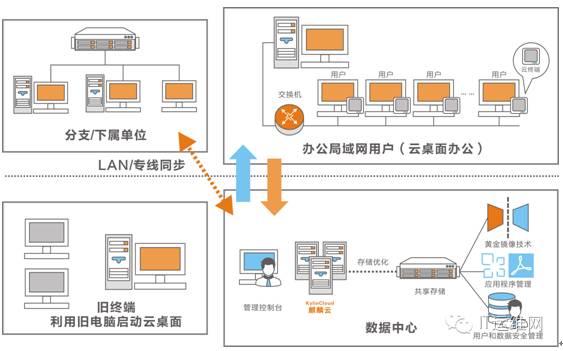 分支/下属单位
LAN/专线同步
用户
用户
用户
用户
云终端
交换机
办公局域网用户（云桌面办公）
旧终端
利用旧电脑启动云桌面
管理控制台
KylinCloud
麒麟云
存储优化
共享存储
黄金镜像技术
应用程序管理
用户和数据安全管理
数据中心
IT运维网